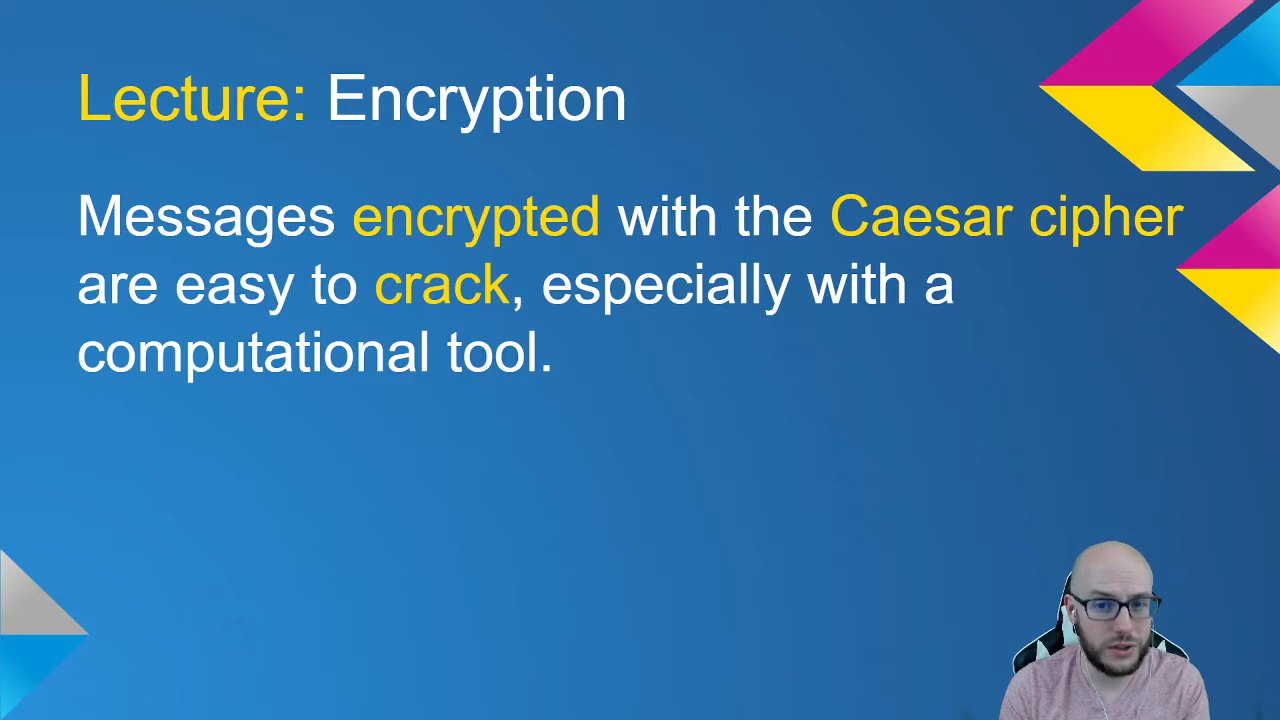 Lecture: Encryption
Messages encrypted with the Caesar cipher
are easy to crack, especially with a
computational tool.